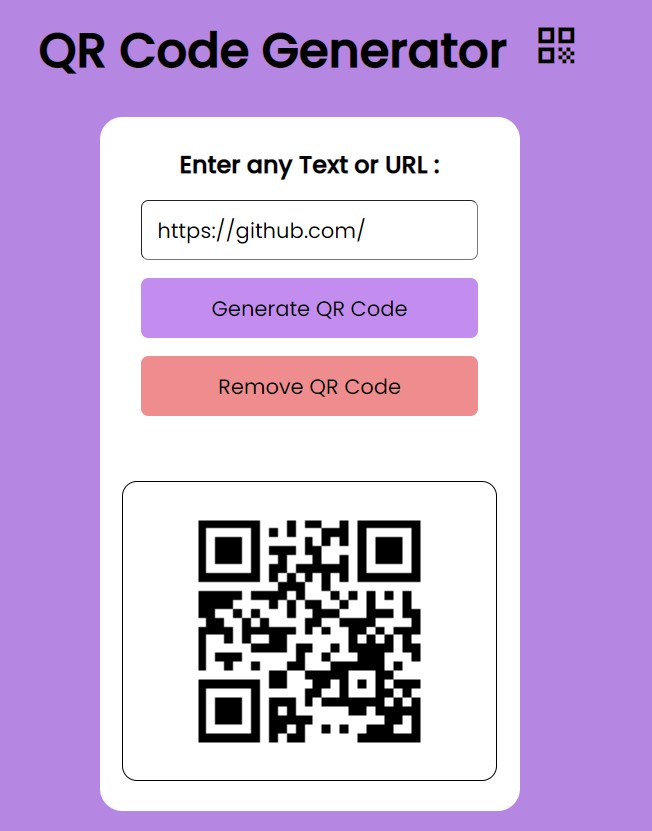 QR Code Generator
Enter any Text or URL :
https://github.com/
Generate QR Code
Remove QR Code